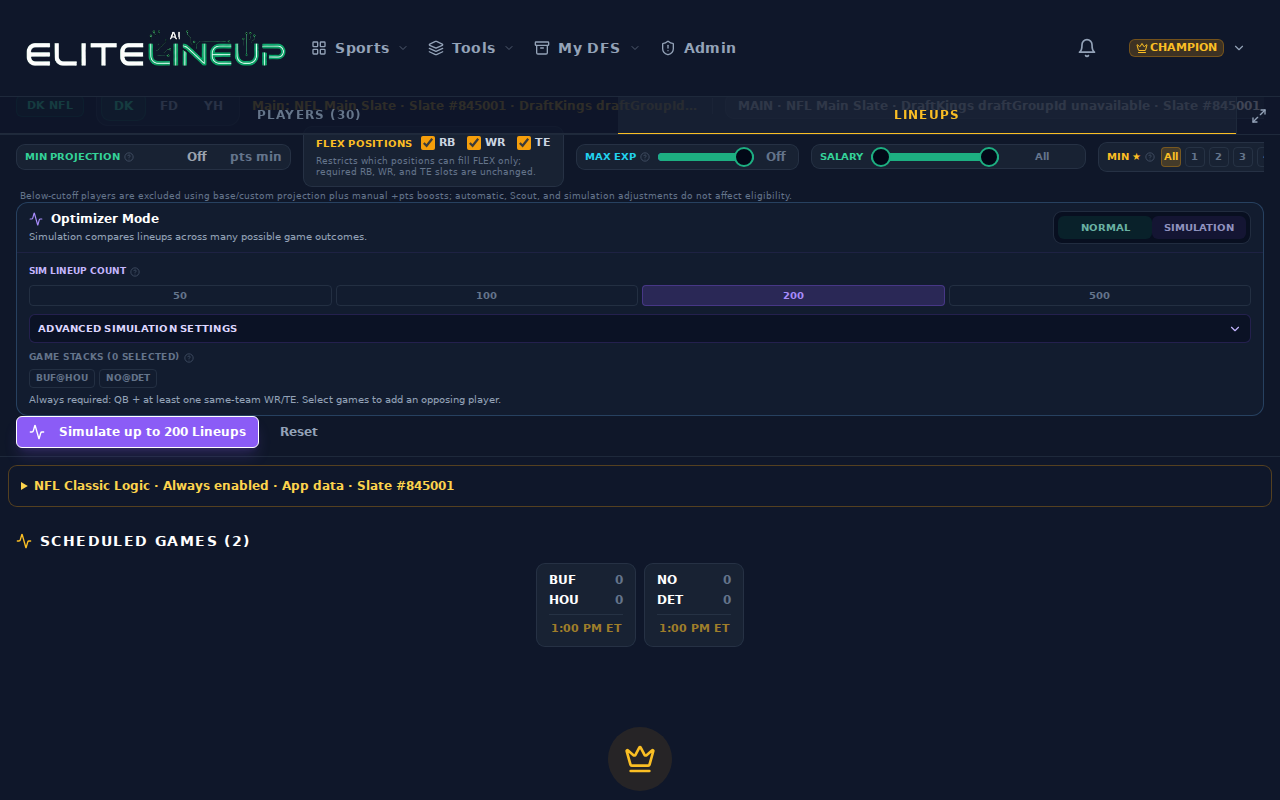 ELITE LINEUP AI
Sports
Tools
My DFS
Admin
CHAMPION
DK NFL
DK
FD
YH
Main: NFL Main Slate · Slate #845001 · DraftKings draftGroupId...
MAIN · NFL Main Slate · DraftKings draftGroupId unavailable · Slate #845001
PLAYERS (30)
LINEUPS
MIN PROJECTION
Off
pts min
FLEX POSITIONS
RB
WR
TE
Restricts which positions can fill FLEX only;
required RB, WR, and TE slots are unchanged.
MAX EXP
Off
SALARY
All
MIN ★
All
1
2
3
Below-cutoff players are excluded using base/custom projection plus manual +pts boosts; automatic, Scout, and simulation adjustments do not affect eligibility.
Optimizer Mode
Simulation compares lineups across many possible game outcomes.
NORMAL
SIMULATION
SIM LINEUP COUNT
50
100
200
500
ADVANCED SIMULATION SETTINGS
GAME STACKS (0 SELECTED)
BUF@HOU
NO@DET
Always required: QB + at least one same-team WR/TE. Select games to add an opposing player.
Simulate up to 200 Lineups
Reset
NFL Classic Logic · Always enabled · App data · Slate #845001
SCHEDULED GAMES (2)
BUF 0
HOU 0
1:00 PM ET
NO 0
DET 0
1:00 PM ET